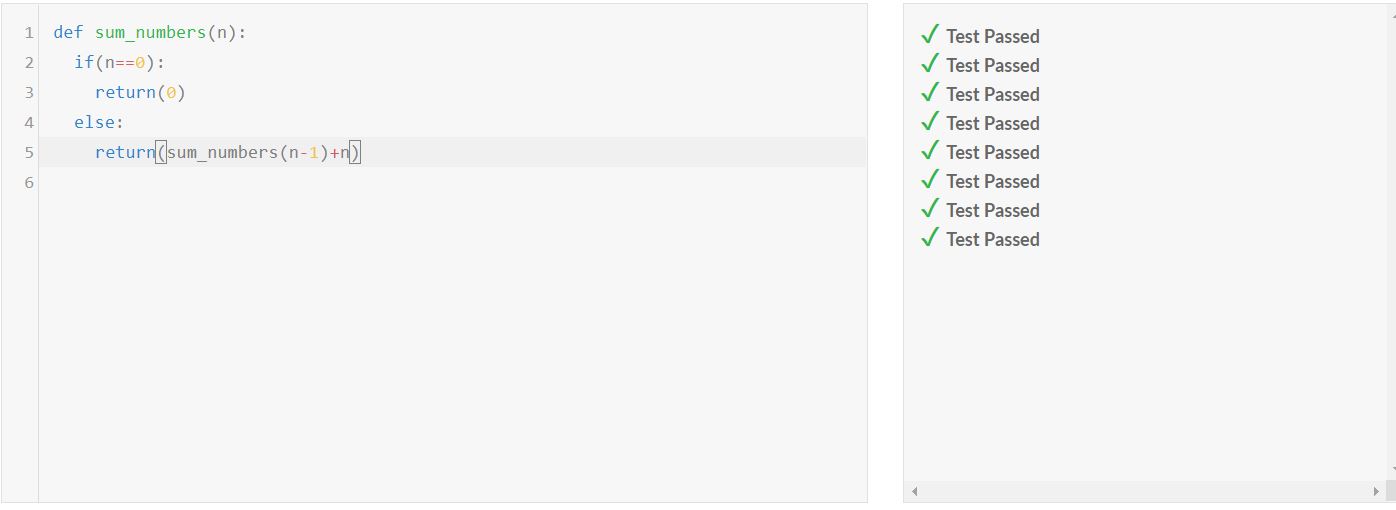 1 def sum_numbers(n):
2   if(n==0):
3     return(0)
4   else:
5     return(sum_numbers(n-1)+n)
6
✓ Test Passed
✓ Test Passed
✓ Test Passed
✓ Test Passed
✓ Test Passed
✓ Test Passed
✓ Test Passed
✓ Test Passed